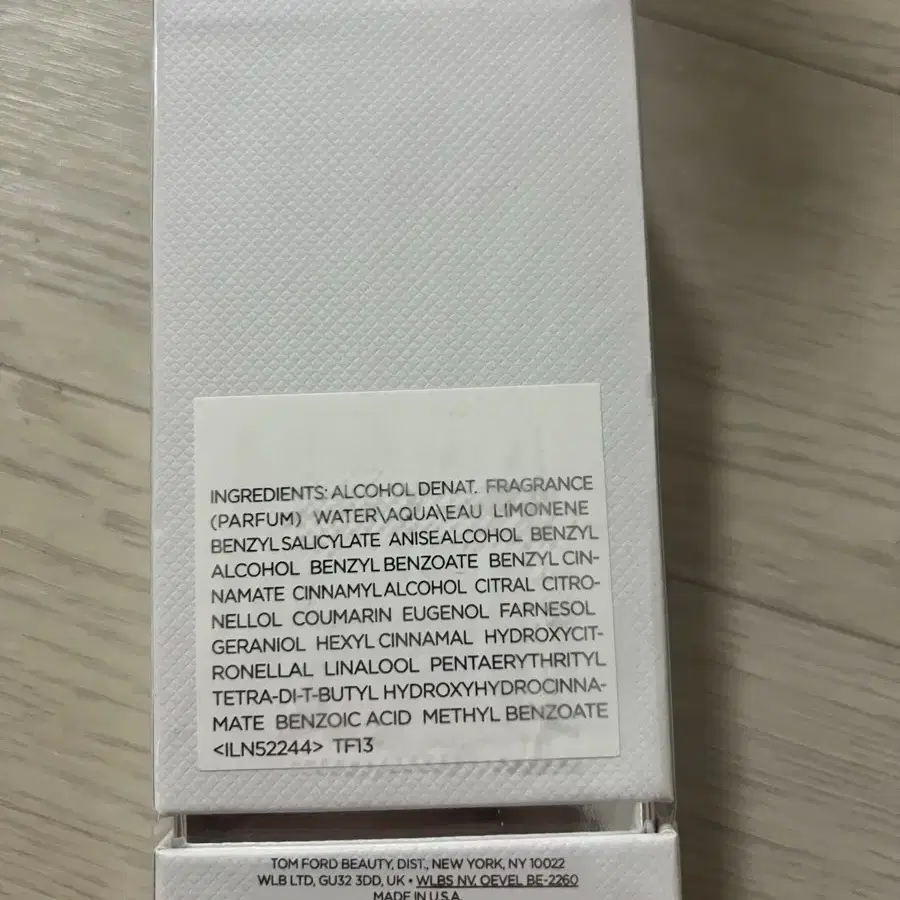 INGREDIENTS: ALCOHOL DENAT. FRAGRANCE
(PARFUM) WATER\AQUA\EAU LIMONENE
BENZYL SALICYLATE ANISE ALCOHOL BENZYL
ALCOHOL BENZYL BENZOATE BENZYL CIN-
NAMATE CINNAMYL ALCOHOL CITRAL CITRO-
NELLOL COUMARIN EUGENOL FARNESOL
GERANIOL HEXYL CINNAMAL HYDROXYCIT-
RONELLAL LINALOOL PENTAERYTHRITYL
TETRA-DI-T-BUTYL HYDROXYHYDROCINNA-
MATE BENZOIC ACID METHYL BENZOATE
<ILN52244> TF13
TOM FORD BEAUTY, DIST., NEW YORK, NY 10022
WLB LTD, GU32 3DD, UK • WLBS NV, OEVEL BE-2260
MADE IN U.S.A.